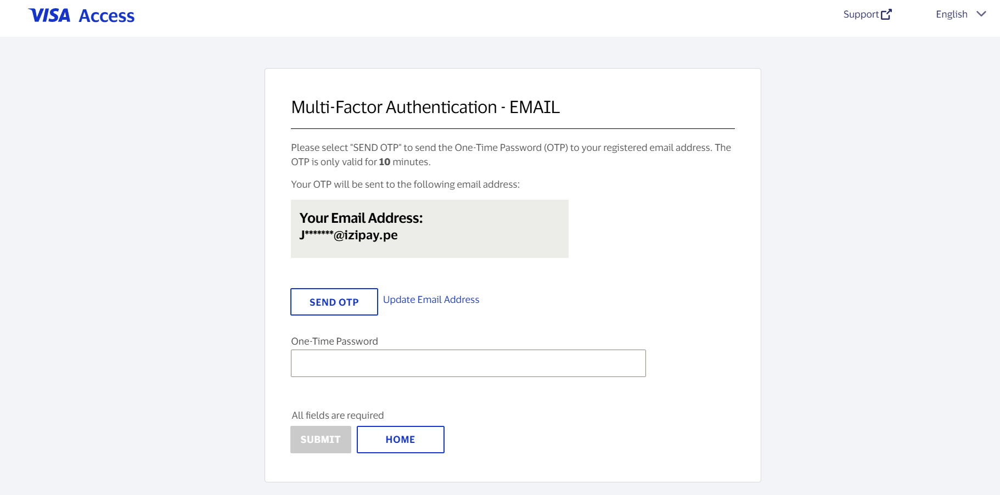 VISA Access
Support
English
Multi-Factor Authentication - EMAIL
Please select "SEND OTP" to send the One-Time Password (OTP) to your registered email address. The
OTP is only valid for 10 minutes.
Your OTP will be sent to the following email address:
Your Email Address:
J*******@izipay.pe
SEND OTP
Update Email Address
One-Time Password
All fields are required
SUBMIT
HOME